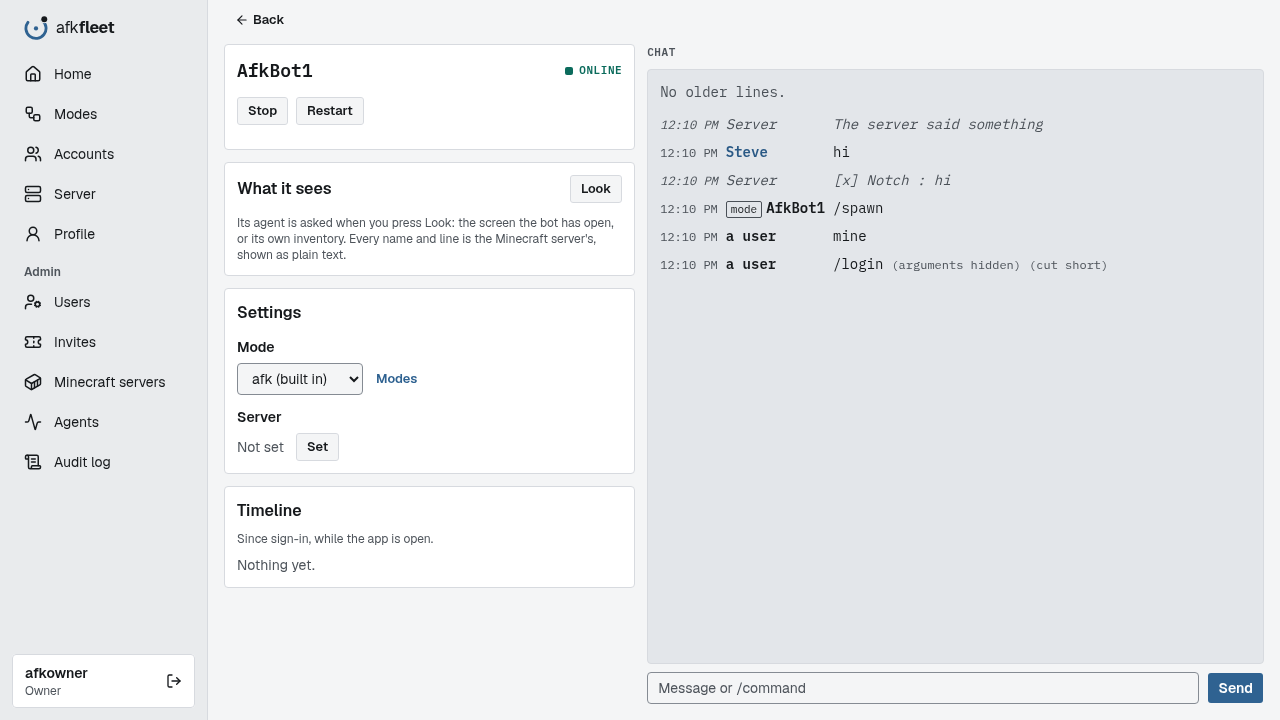 afkfleet
Home
Modes
Accounts
Server
Profile
Admin
Users
Invites
Minecraft servers
Agents
Audit log
afkowner
Owner
Back
AfkBot1
ONLINE
Stop Restart
What it sees
Look
Its agent is asked when you press Look: the screen the bot has open,
or its own inventory. Every name and line is the Minecraft server's,
shown as plain text.
Settings
Mode
afk (built in) Modes
Server
Not set Set
Timeline
Since sign-in, while the app is open.
Nothing yet.
CHAT
No older lines.
12:10 PM Server The server said something
12:10 PM Steve hi
12:10 PM Server [x] Notch : hi
12:10 PM mode AfkBot1 /spawn
12:10 PM a user mine
12:10 PM a user /login (arguments hidden) (cut short)
Message or /command
Send